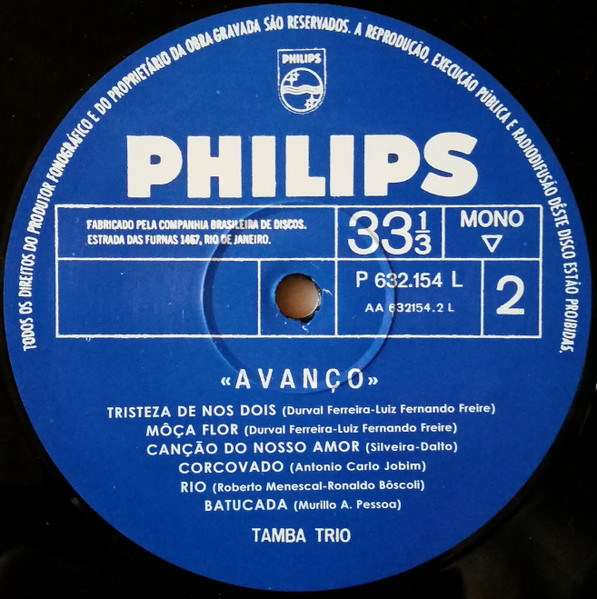 TODOS OS DIREITOS DO PRODUTOR FONOGRÁFICO E DO PROPRIETÁRIO DA OBRA GRAVADA SÃO RESERVADOS. A REPRODUÇÃO, EXECUÇÃO PÚBLICA E RADIODIFUSÃO DÊSTE DISCO ESTÃO PROIBIDAS.
PHILIPS
PHILIPS
FABRICADO PELA COMPANHIA BRASILEIRA DE DISCOS.
ESTRADA DAS FURNAS 1467, RIO DE JANEIRO.
33 1/3
MONO
P 632.154 L
AA 632154.2 L
2
«AVANÇO»
TRISTEZA DE NOS DOIS (Durval Ferreira-Luiz Fernando Freire)
MÔÇA FLOR (Durval Ferreira-Luiz Fernando Freire)
CANÇÃO DO NOSSO AMOR (Silveira-Dalto)
CORCOVADO (Antonio Carlo Jobim)
RIO (Roberto Menescal-Ronaldo Bôscoli)
BATUCADA (Murillo A. Pessoa)
TAMBA TRIO